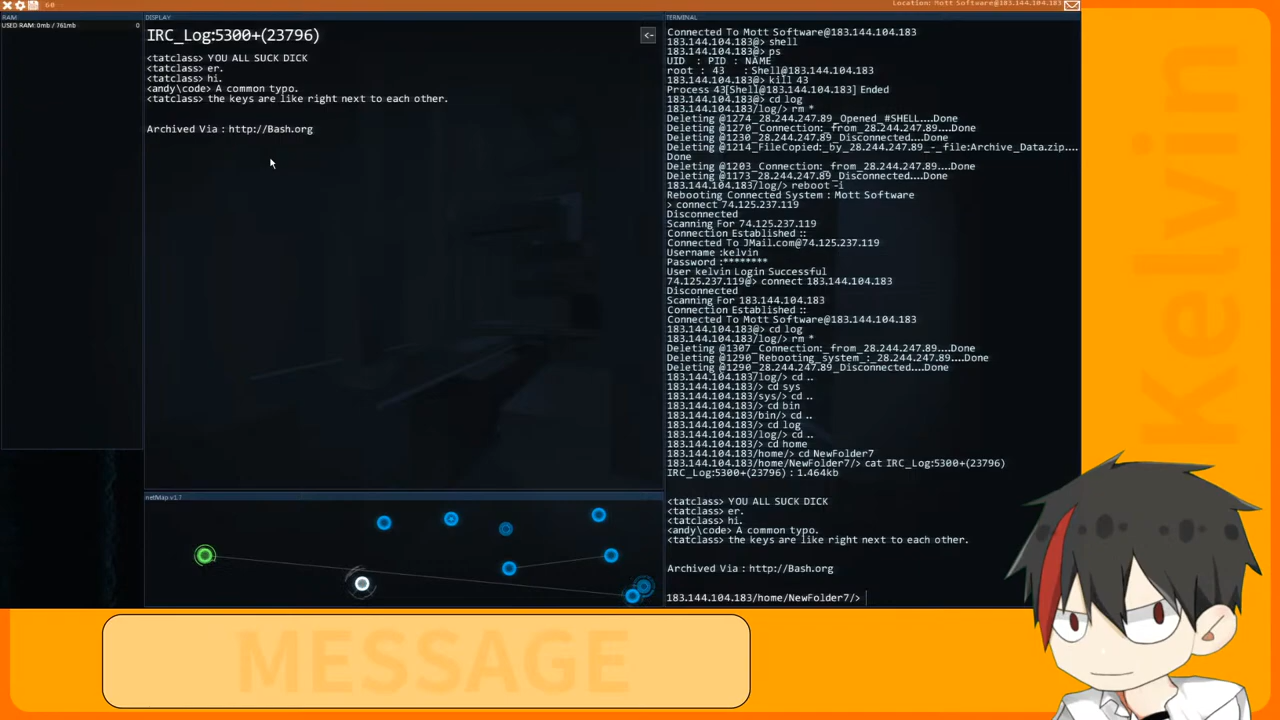 60
Location: Mott Software@183.144.104.183
RAM
USED RAM: 0mb / 761mb
0
DISPLAY
IRC_Log:5300+(23796)
<-
<tatclass> YOU ALL SUCK DICK
<tatclass> er.
<tatclass> hi.
<andy\code> A common typo.
<tatclass> the keys are like right next to each other.
Archived Via : http://Bash.org
netMap v1.7
TERMINAL
Connected To Mott Software@183.144.104.183
183.144.104.183@> shell
183.144.104.183@> ps
UID : PID : NAME
root : 43 : Shell@183.144.104.183
183.144.104.183@> kill 43
Process 43[Shell@183.144.104.183] Ended
183.144.104.183@> cd log
183.144.104.183/log/> rm *
Deleting @1274_28.244.247.89_Opened_#SHELL....Done
Deleting @1270_Connection:_from_28.244.247.89....Done
Deleting @1230_28.244.247.89_Disconnected....Done
Deleting @1214_FileCopied:_by_28.244.247.89_-_file:Archive_Data.zip....
Done
Deleting @1203_Connection:_from_28.244.247.89....Done
Deleting @1173_28.244.247.89_Disconnected....Done
183.144.104.183/log/> reboot -i
Rebooting Connected System : Mott Software
> connect 74.125.237.119
Disconnected
Scanning For 74.125.237.119
Connection Established ::
Connected To JMail.com@74.125.237.119
Username :kelvin
Password :********
User kelvin Login Successful
74.125.237.119@> connect 183.144.104.183
Disconnected
Scanning For 183.144.104.183
Connection Established ::
Connected To Mott Software@183.144.104.183
183.144.104.183@> cd log
183.144.104.183/log/> rm *
Deleting @1307_Connection:_from_28.244.247.89....Done
Deleting @1290_Rebooting_system_:_28.244.247.89....Done
Deleting @1290_28.244.247.89_Disconnected....Done
183.144.104.183/log/> cd ..
183.144.104.183/> cd sys
183.144.104.183/sys/> cd ..
183.144.104.183/> cd bin
183.144.104.183/bin/> cd ..
183.144.104.183/> cd log
183.144.104.183/log/> cd ..
183.144.104.183/> cd home
183.144.104.183/home/> cd NewFolder7
183.144.104.183/home/NewFolder7/> cat IRC_Log:5300+(23796)
IRC_Log:5300+(23796) : 1.464kb
<tatclass> YOU ALL SUCK DICK
<tatclass> er.
<tatclass> hi.
<andy\code> A common typo.
<tatclass> the keys are like right next to each other.
Archived Via : http://Bash.org
183.144.104.183/home/NewFolder7/>
Kelvin
MESSAGE